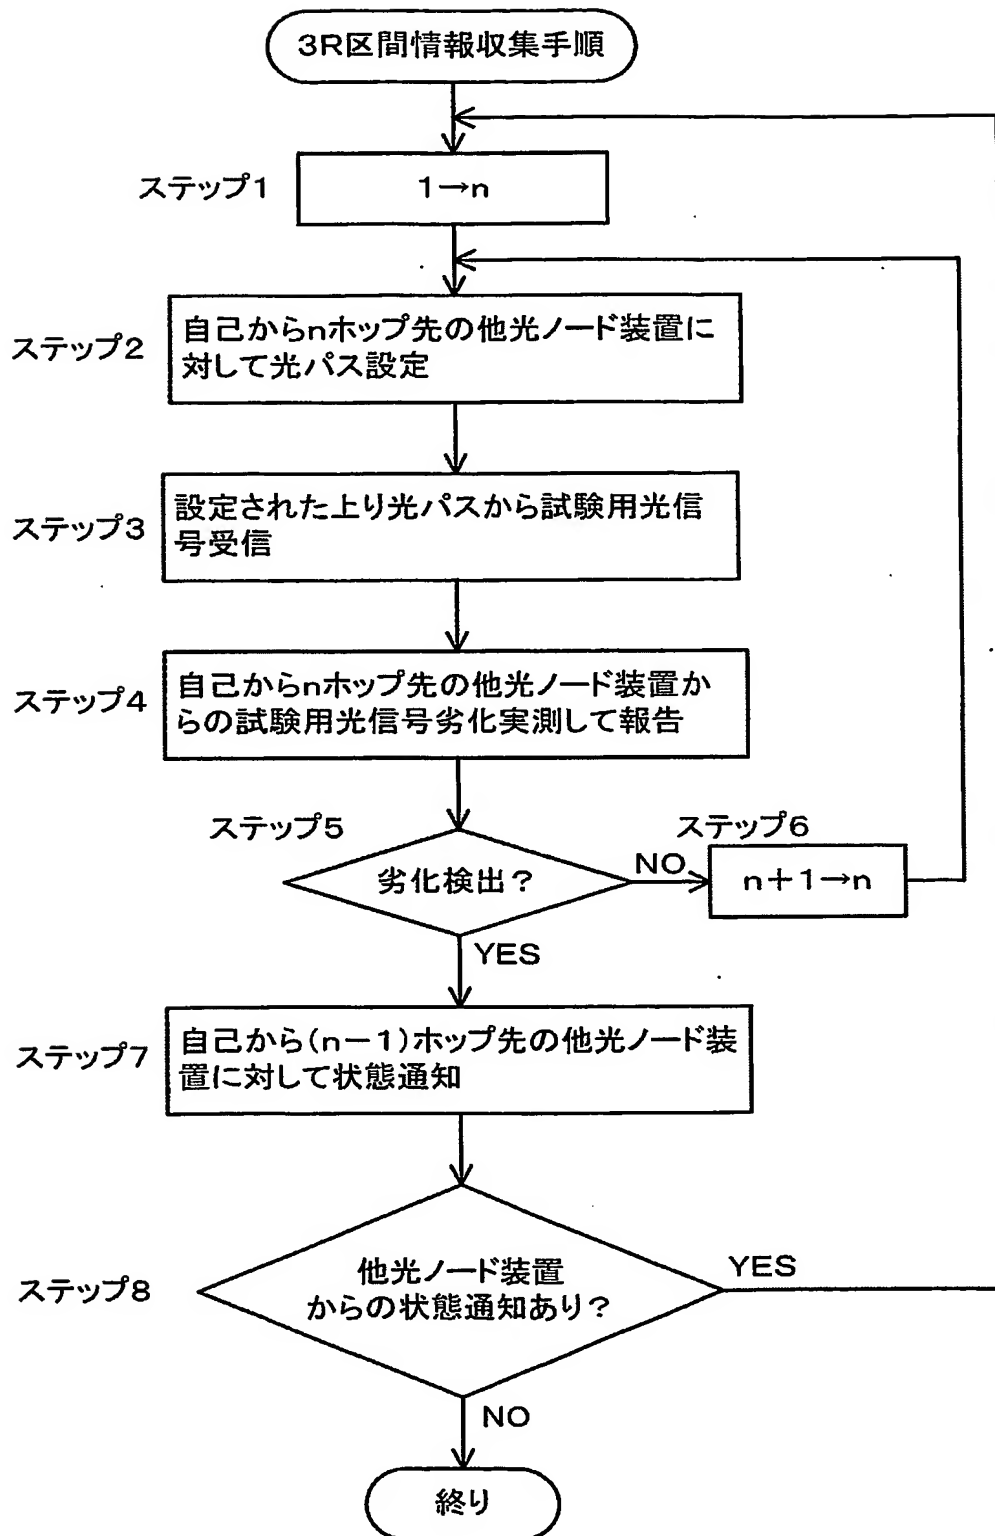 3R区間情報収集手順
ステップ1
1→n
ステップ2
自己からnホップ先の他光ノード装置に
対して光パス設定
ステップ3
設定された上り光パスから試験用光信
号受信
ステップ4
自己からnホップ先の他光ノード装置か
らの試験用光信号劣化実測して報告
ステップ5
劣化検出?
NO
ステップ6
n+1→n
YES
ステップ7
自己から(n-1)ホップ先の他光ノード装
置に対して状態通知
ステップ8
他光ノード装置
からの状態通知あり?
YES
NO
終り